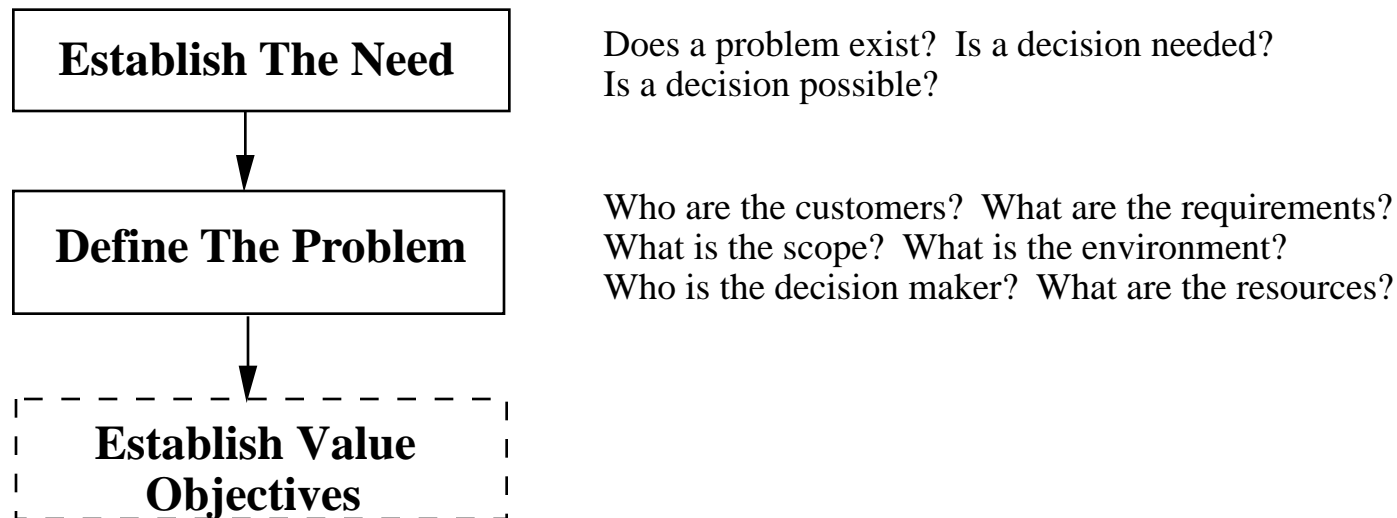 Establish The Need
Does a problem exist? Is a decision needed?
Is a decision possible?
Define The Problem
Who are the customers? What are the requirements?
What is the scope? What is the environment?
Who is the decision maker? What are the resources?
Establish Value
Objectives